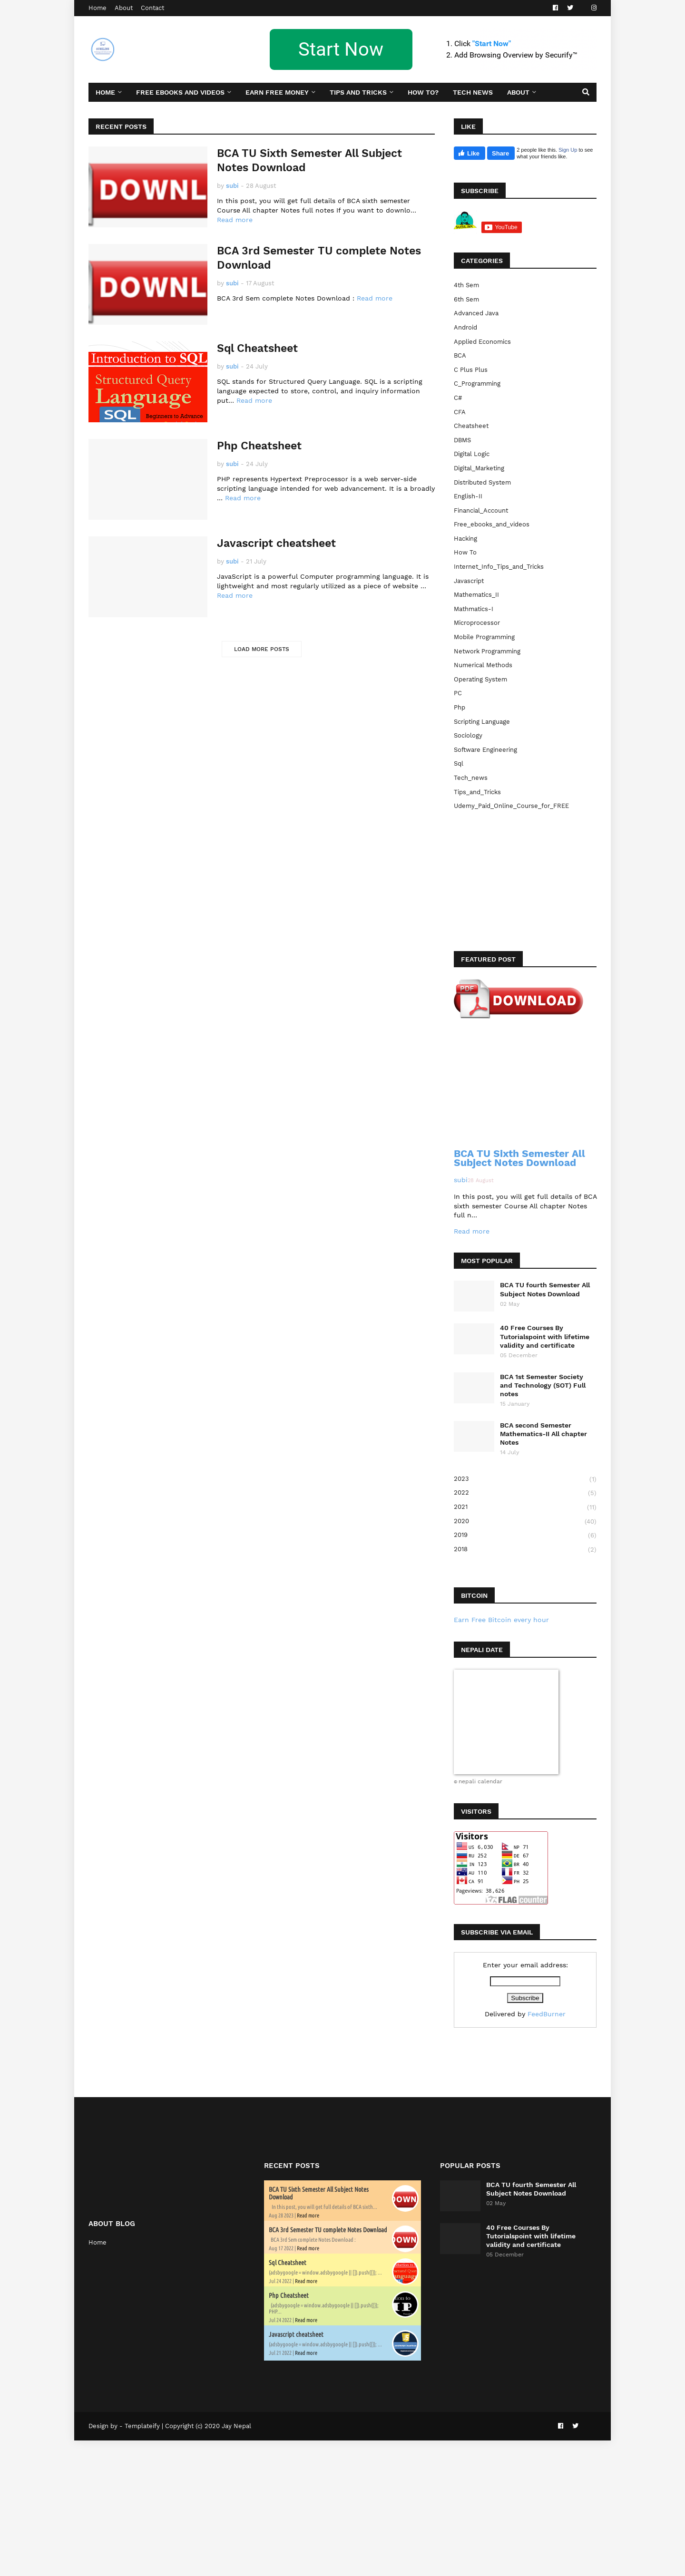 Home About Contact
Start Now
1. Click "Start Now"
2. Add Browsing Overview by Securify™
HOME FREE EBOOKS AND VIDEOS EARN FREE MONEY TIPS AND TRICKS HOW TO? TECH NEWS ABOUT
RECENT POSTS
DOWNL
BCA TU Sixth Semester All Subject
Notes Download
by subi - 28 August
In this post, you will get full details of BCA sixth semester
Course All chapter Notes full notes If you want to downlo...
Read more
DOWNL
BCA 3rd Semester TU complete Notes
Download
by subi - 17 August
BCA 3rd Sem complete Notes Download : Read more
Introduction to SQL
Structured Query
Language
SQL Beginners to Advance
Sql Cheatsheet
by subi - 24 July
SQL stands for Structured Query Language. SQL is a scripting
language expected to store, control, and inquiry information
put... Read more
Php Cheatsheet
by subi - 24 July
PHP represents Hypertext Preprocessor is a web server-side
scripting language intended for web advancement. It is a broadly
... Read more
Javascript cheatsheet
by subi - 21 July
JavaScript is a powerful Computer programming language. It is
lightweight and most regularly utilized as a piece of website ...
Read more
LOAD MORE POSTS
LIKE
Like Share 2 people like this. Sign Up to see
what your friends like.
SUBSCRIBE
YouTube
CATEGORIES
4th Sem
6th Sem
Advanced Java
Android
Applied Economics
BCA
C Plus Plus
C_Programming
C#
CFA
Cheatsheet
DBMS
Digital Logic
Digital_Marketing
Distributed System
English-II
Financial_Account
Free_ebooks_and_videos
Hacking
How To
Internet_Info_Tips_and_Tricks
Javascript
Mathematics_II
Mathmatics-I
Microprocessor
Mobile Programming
Network Programming
Numerical Methods
Operating System
PC
Php
Scripting Language
Sociology
Software Engineering
Sql
Tech_news
Tips_and_Tricks
Udemy_Paid_Online_Course_for_FREE
FEATURED POST
PDF DOWNLOAD
BCA TU Sixth Semester All
Subject Notes Download
subi 28 August
In this post, you will get full details of BCA
sixth semester Course All chapter Notes
full n...
Read more
MOST POPULAR
BCA TU fourth Semester All
Subject Notes Download
02 May
40 Free Courses By
Tutorialspoint with lifetime
validity and certificate
05 December
BCA 1st Semester Society
and Technology (SOT) Full
notes
15 January
BCA second Semester
Mathematics-II All chapter
Notes
14 July
2023 (1)
2022 (5)
2021 (11)
2020 (40)
2019 (6)
2018 (2)
BITCOIN
Earn Free Bitcoin every hour
NEPALI DATE
e nepali calendar
VISITORS
Visitors
US 6,030 NP 71
RU 252 DE 67
IN 123 BR 40
AU 110 FR 32
CA 91 PH 25
Pageviews: 38,626
FLAG counter
SUBSCRIBE VIA EMAIL
Enter your email address:
Subscribe
Delivered by FeedBurner
ABOUT BLOG
Home
RECENT POSTS
BCA TU Sixth Semester All Subject Notes
Download
In this post, you will get full details of BCA sixth...
Aug 28 2023 | Read more
DOWN
BCA 3rd Semester TU complete Notes Download
BCA 3rd Sem complete Notes Download :
Aug 17 2022 | Read more
DOWN
Sql Cheatsheet
(adsbygoogle = window.adsbygoogle || []).push({}); ...
Jul 24 2022 | Read more
Php Cheatsheet
(adsbygoogle = window.adsbygoogle || []).push({});
PHP...
Jul 24 2022 | Read more
Javascript cheatsheet
(adsbygoogle = window.adsbygoogle || []).push({}); ...
Jul 21 2022 | Read more
POPULAR POSTS
BCA TU fourth Semester All
Subject Notes Download
02 May
40 Free Courses By
Tutorialspoint with lifetime
validity and certificate
05 December
Design by - Templateify | Copyright (c) 2020 Jay Nepal